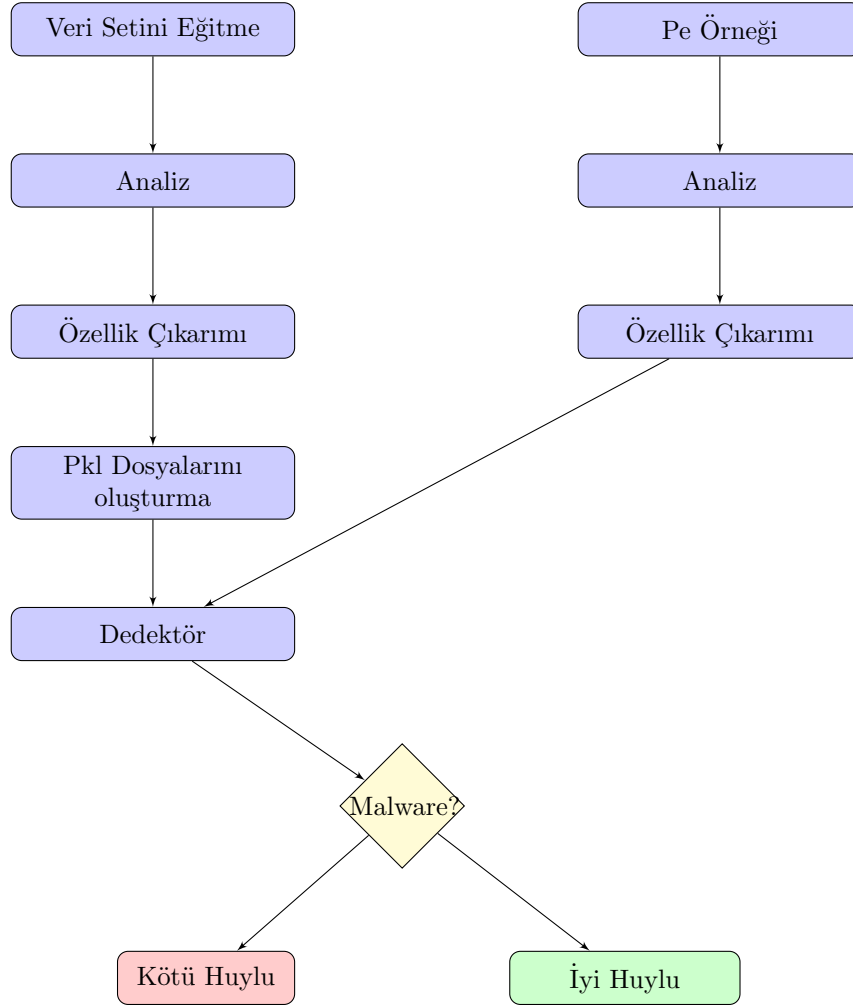 Veri Setini Eğitme
Pe Örneği
Analiz
Analiz
Özellik Çıkarımı
Özellik Çıkarımı
Pkl Dosyalarını
oluşturma
Dedektör
Malware?
Kötü Huylu
İyi Huylu